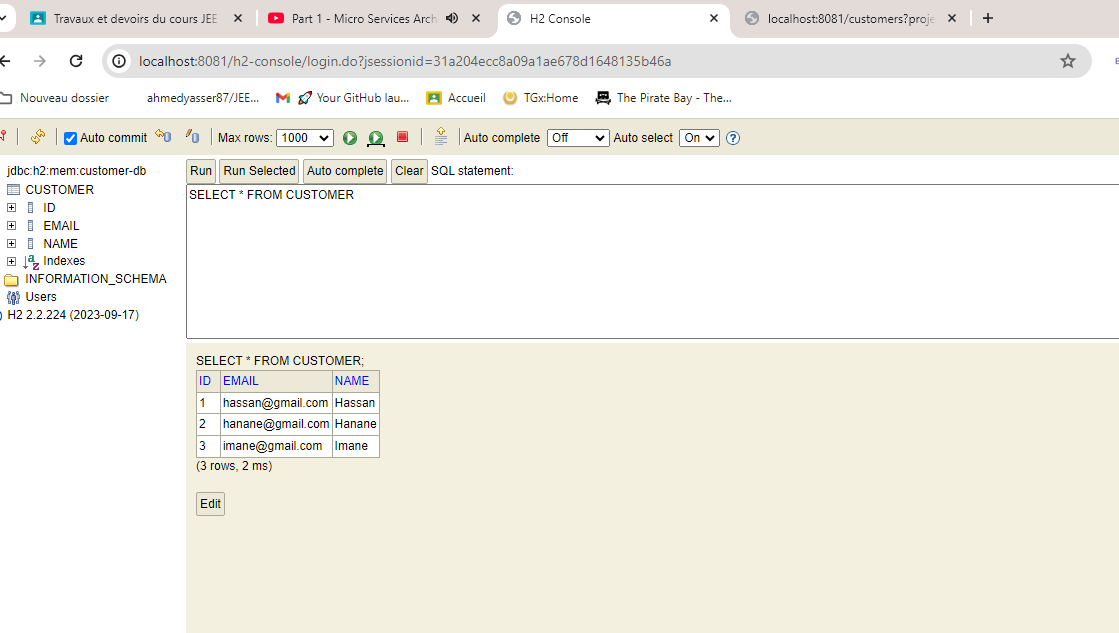 Travaux et devoirs du cours JEE
Part 1 - Micro Services Arch
H2 Console
localhost:8081/customers?proje
localhost:8081/h2-console/login.do?jsessionid=31a204ecc8a09a1ae678d1648135b46a
Nouveau dossier
ahmedyasser87/JEE...
Your GitHub lau...
Accueil
TGx:Home
The Pirate Bay - The...
Auto commit
Max rows: 1000
Auto complete Off
Auto select On
jdbc:h2:mem:customer-db
CUSTOMER
ID
EMAIL
NAME
Indexes
INFORMATION_SCHEMA
Users
H2 2.2.224 (2023-09-17)
Run Run Selected Auto complete Clear SQL statement:
SELECT * FROM CUSTOMER
SELECT * FROM CUSTOMER;
ID EMAIL NAME
1 hassan@gmail.com Hassan
2 hanane@gmail.com Hanane
3 imane@gmail.com Imane
(3 rows, 2 ms)
Edit